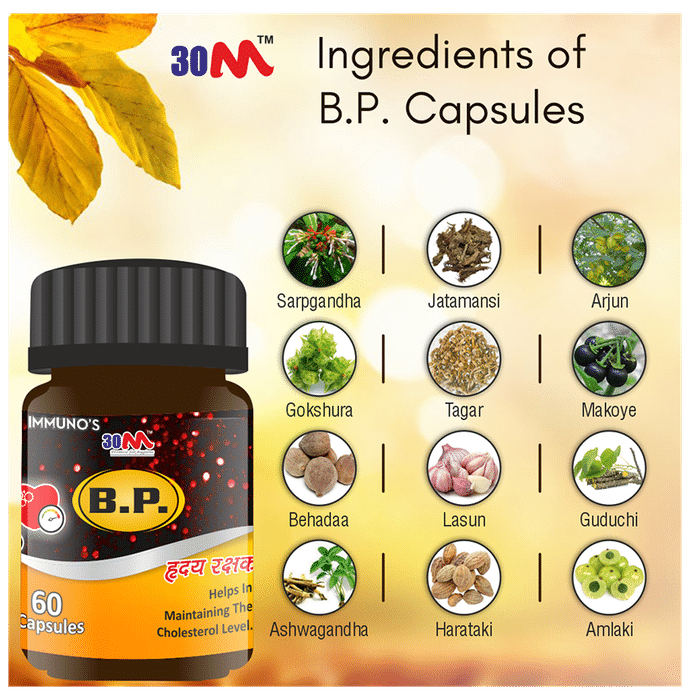 30M™
Ingredients of
B.P. Capsules
Sarpgandha
Jatamansi
Arjun
Gokshura
Tagar
Makoye
Behadaa
Lasun
Guduchi
Ashwagandha
Harataki
Amlaki
IMMUNO'S
30M™
B.P.
हृदय रक्षक
Helps In
Maintaining The
Cholesterol Level.
60
Capsules